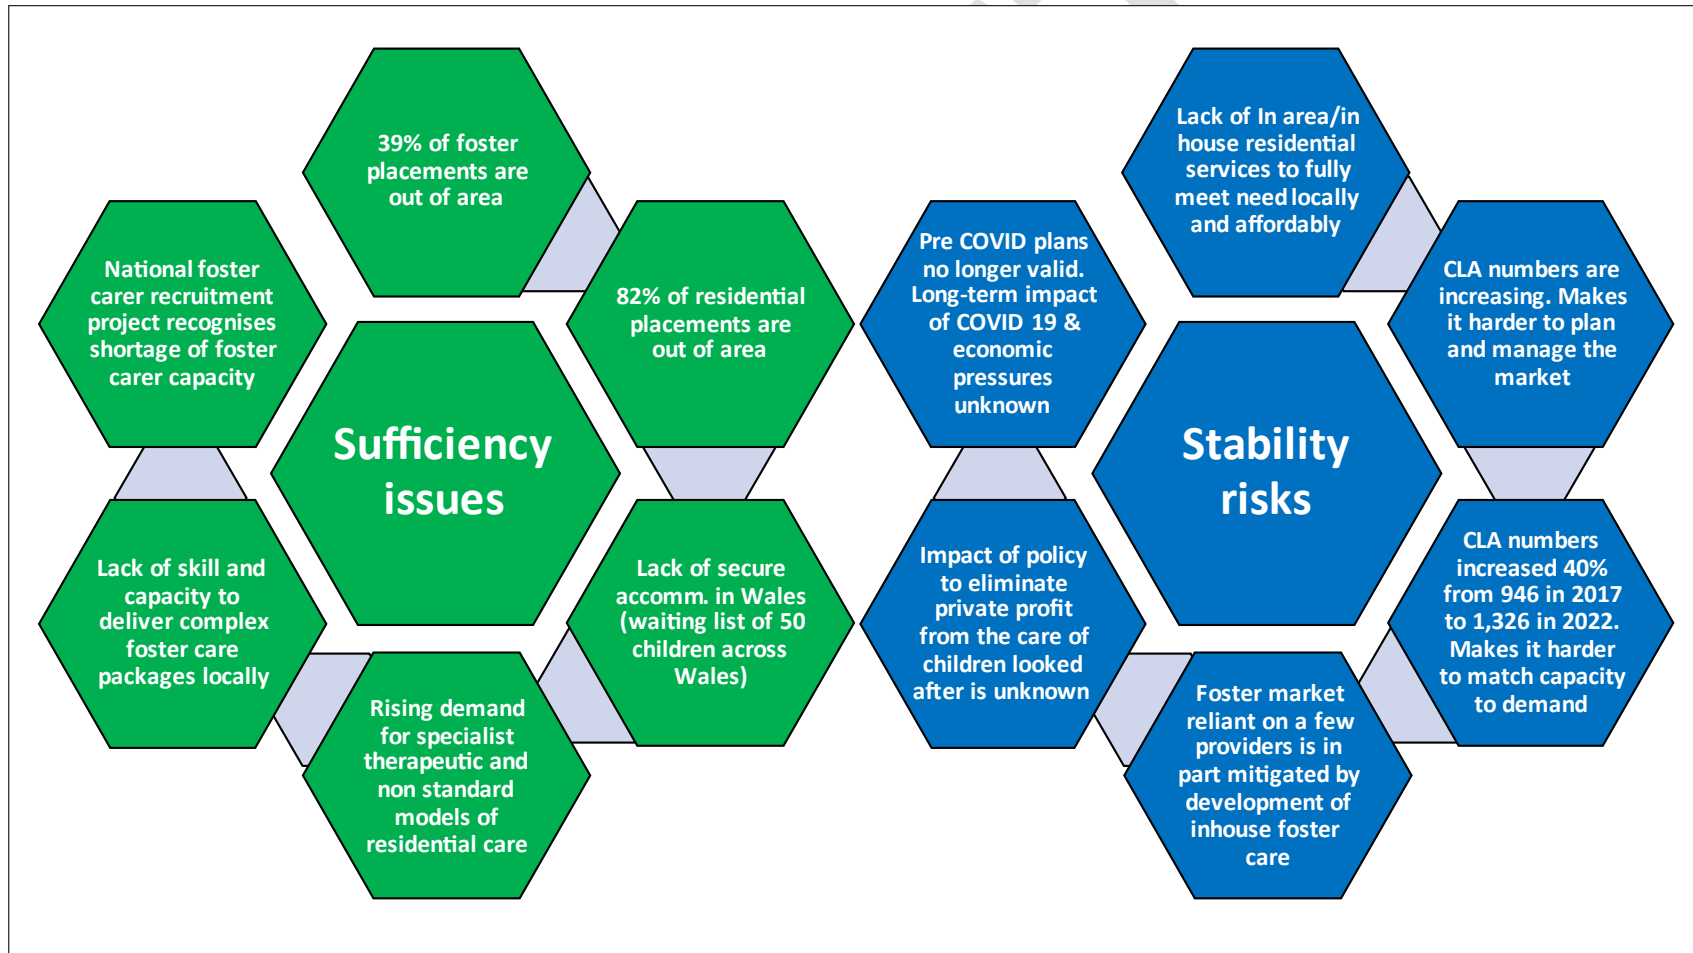 39% of foster
placements are
out of area
82% of residential
placements are
out of area
Lack of secure
accomm. in Wales
(waiting list of 50
children across
Wales)
Rising demand
for specialist
therapeutic and
non standard
models of
residential care
Lack of skill and
capacity to
deliver complex
foster care
packages locally
National foster
carer recruitment
project recognises
shortage of foster
carer capacity
Sufficiency
issues
Lack of In area/in
house residential
services to fully
meet need locally
and affordably
CLA numbers are
increasing. Makes
it harder to plan
and manage the
market
CLA numbers
increased 40%
from 946 in 2017
to 1,326 in 2022.
Makes it harder
to match capacity
to demand
Foster market
reliant on a few
providers is in
part mitigated by
development of
inhouse foster
care
Impact of policy
to eliminate
private profit
from the care of
children looked
after is unknown
Pre COVID plans
no longer valid.
Long-term impact
of COVID 19 &
economic
pressures
unknown
Stability
risks